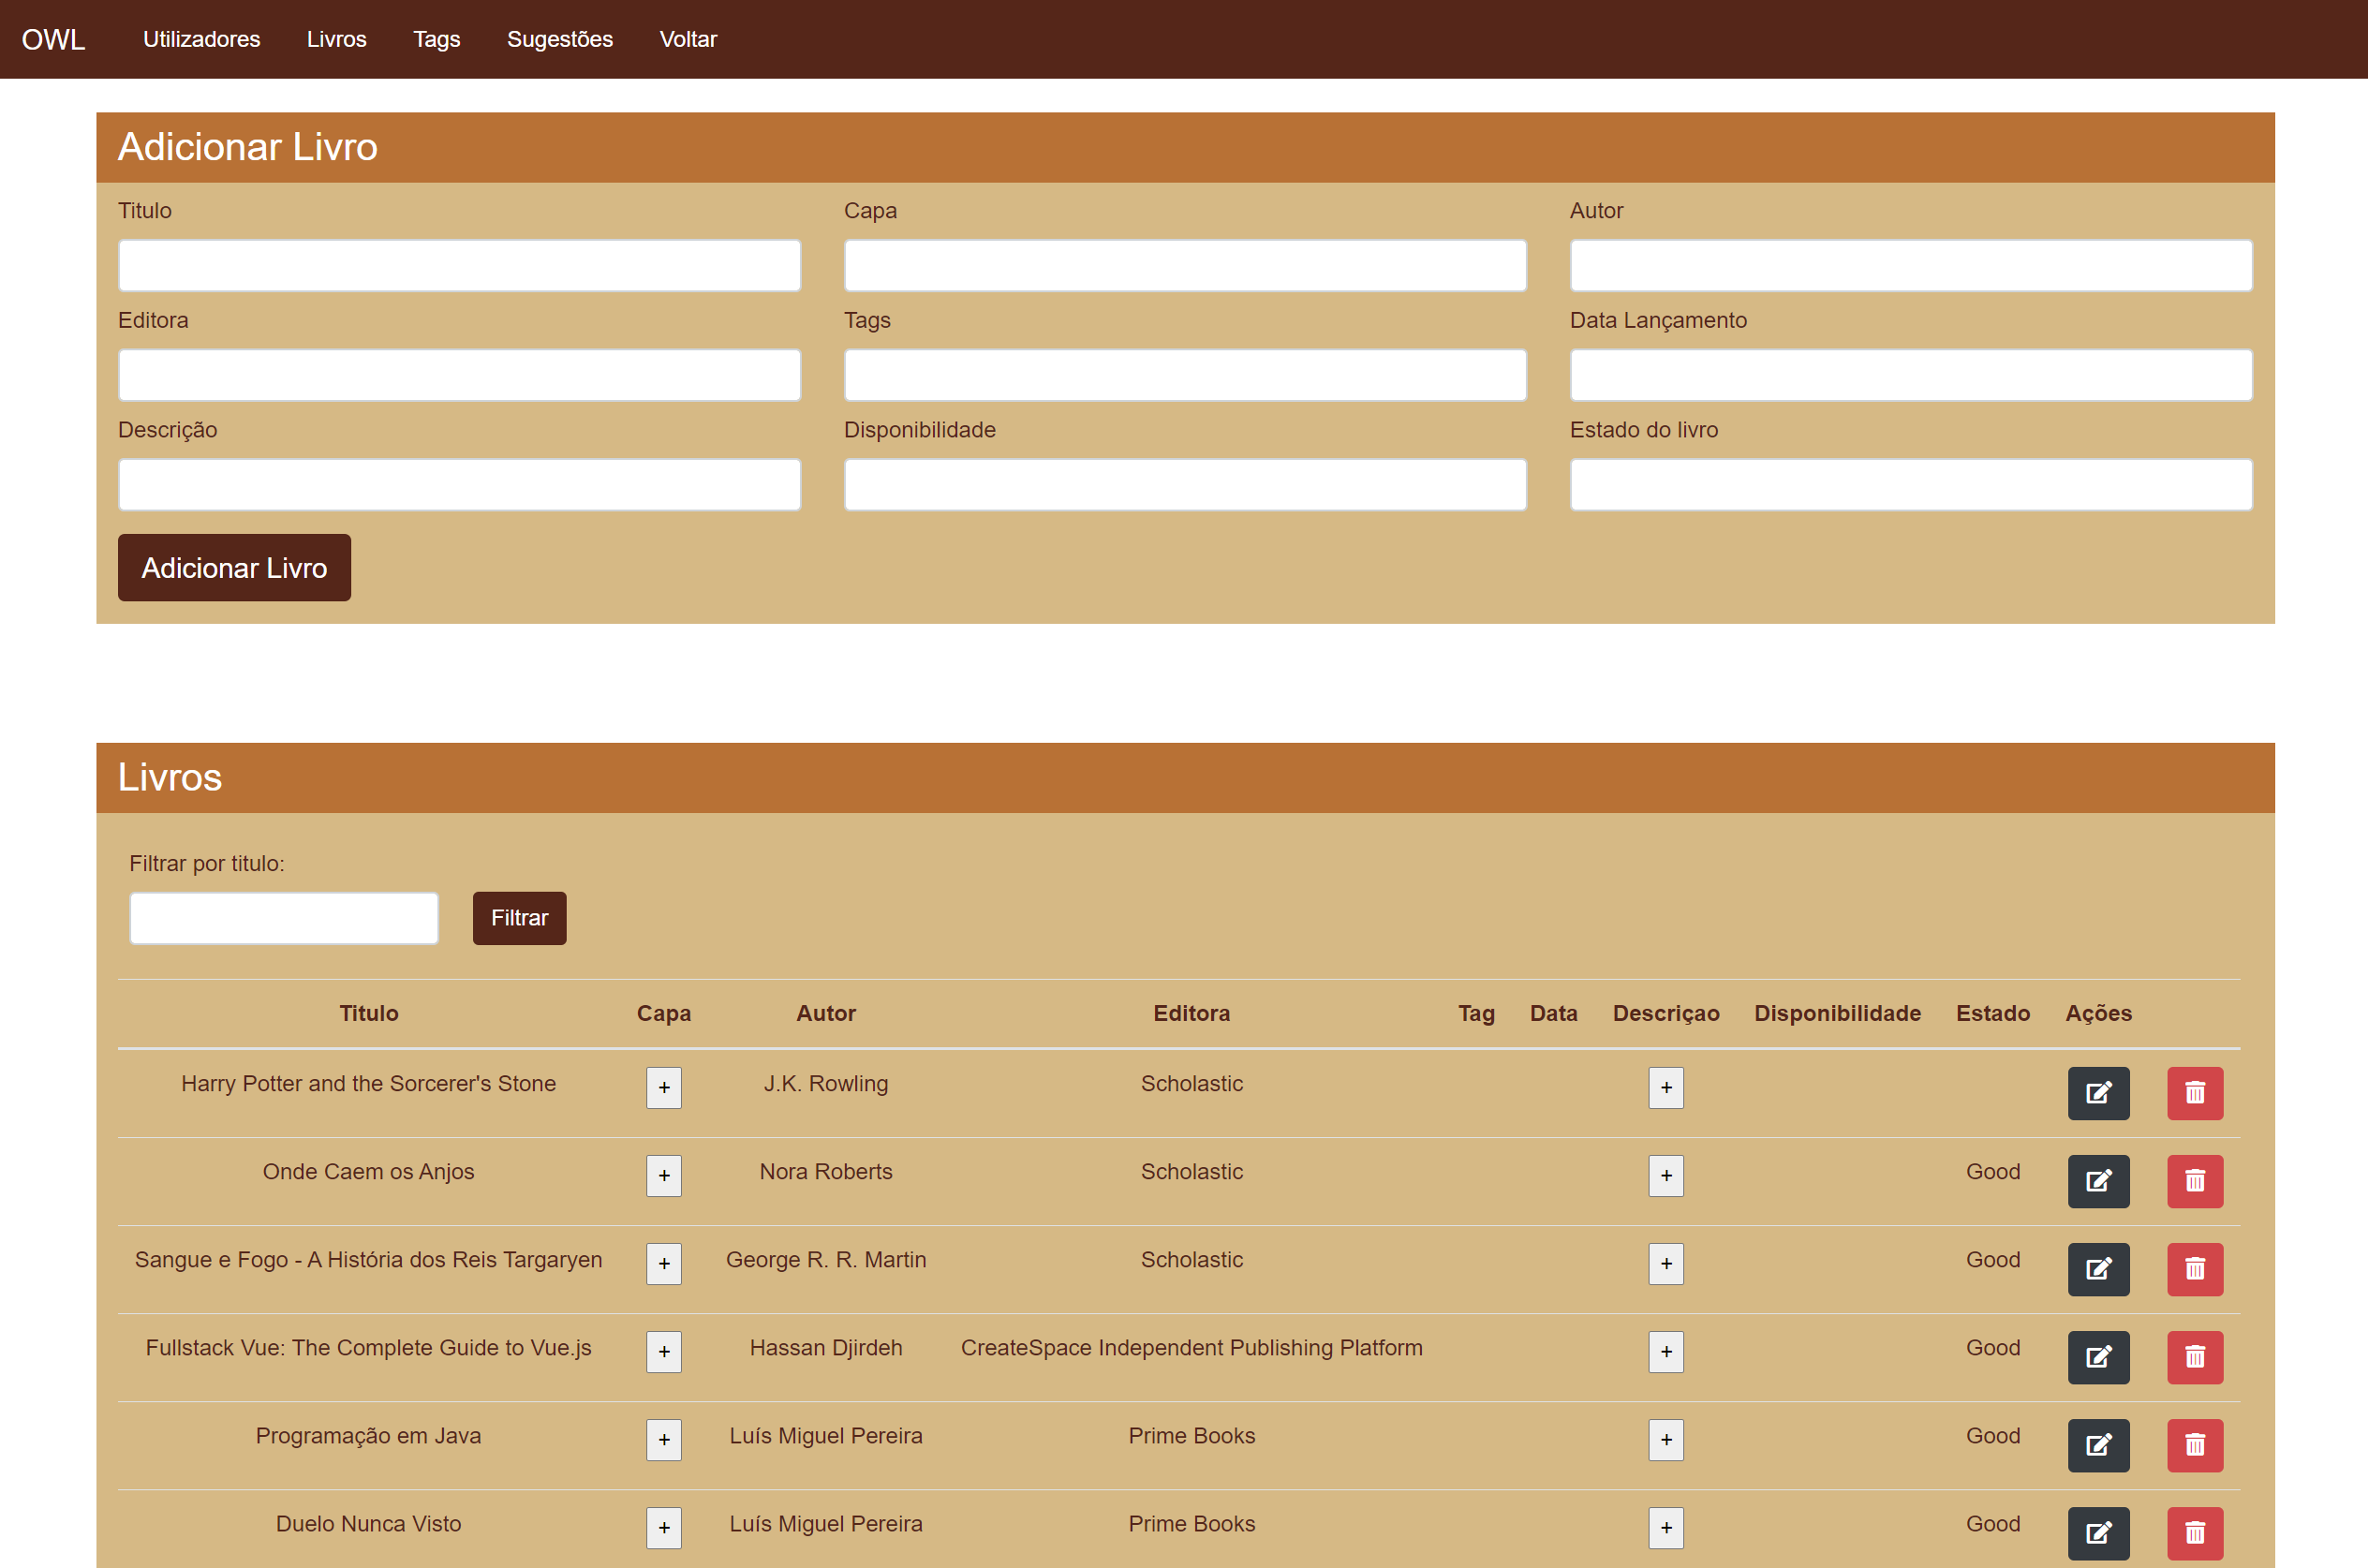 OWL Utilizadores Livros Tags Sugestões Voltar
Adicionar Livro
Titulo Capa Autor
Editora Tags Data Lançamento
Descrição Disponibilidade Estado do livro
Adicionar Livro
Livros
Filtrar por titulo:
Filtrar
Titulo Capa Autor Editora Tag Data Descriçao Disponibilidade Estado Ações
Harry Potter and the Sorcerer's Stone + J.K. Rowling Scholastic +
Onde Caem os Anjos + Nora Roberts Scholastic + Good
Sangue e Fogo - A História dos Reis Targaryen + George R. R. Martin Scholastic + Good
Fullstack Vue: The Complete Guide to Vue.js + Hassan Djirdeh CreateSpace Independent Publishing Platform + Good
Programação em Java + Luís Miguel Pereira Prime Books + Good
Duelo Nunca Visto + Luís Miguel Pereira Prime Books + Good